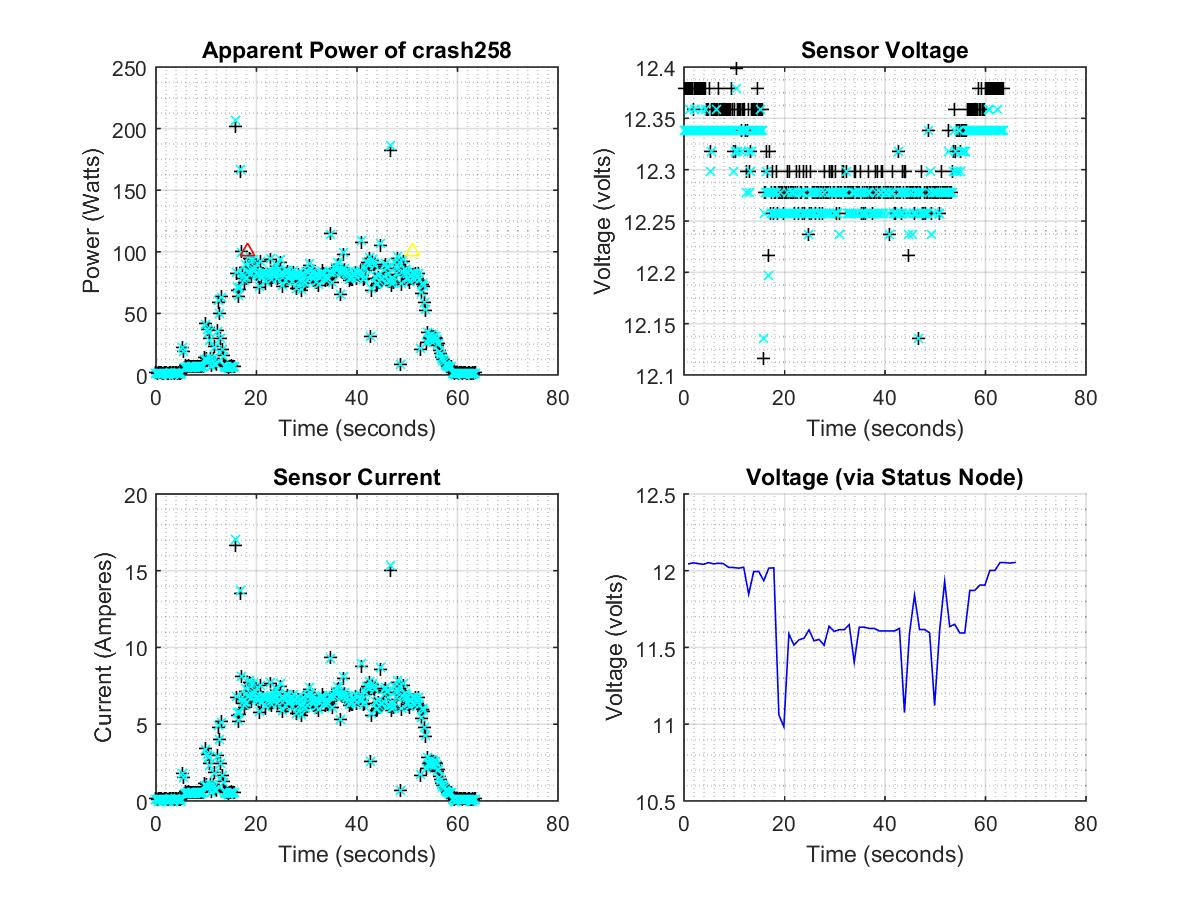 Apparent Power of crash258
250
200
150
100
50
0
Power (Watts)
0 20 40 60 80
Time (seconds)
Sensor Voltage
12.4
12.35
12.3
12.25
12.2
12.15
12.1
Voltage (volts)
0 20 40 60 80
Time (seconds)
Sensor Current
20
15
10
5
0
Current (Amperes)
0 20 40 60 80
Time (seconds)
Voltage (via Status Node)
12.5
12
11.5
11
10.5
Voltage (volts)
0 20 40 60 80
Time (seconds)